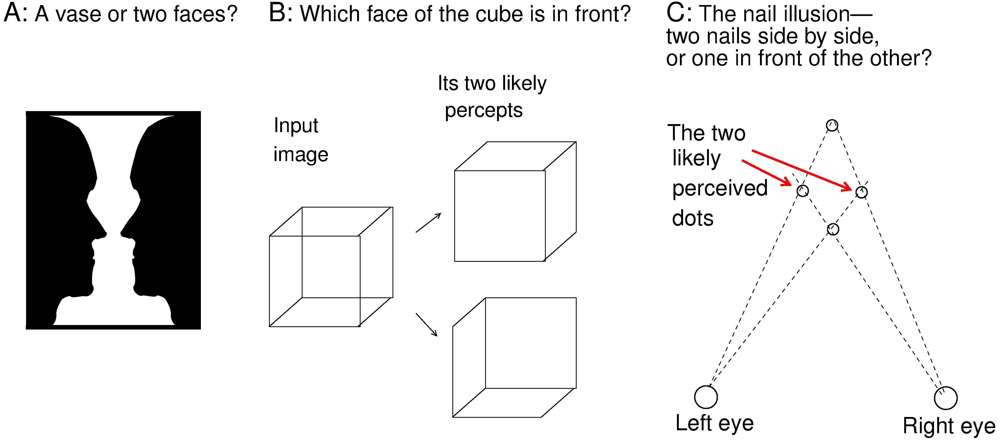 A: A vase or two faces?
B: Which face of the cube is in front?
C: The nail illusion—
two nails side by side,
or one in front of the other?
Its two likely
percepts
Input
image
The two
likely
perceived
dots
Left eye
Right eye